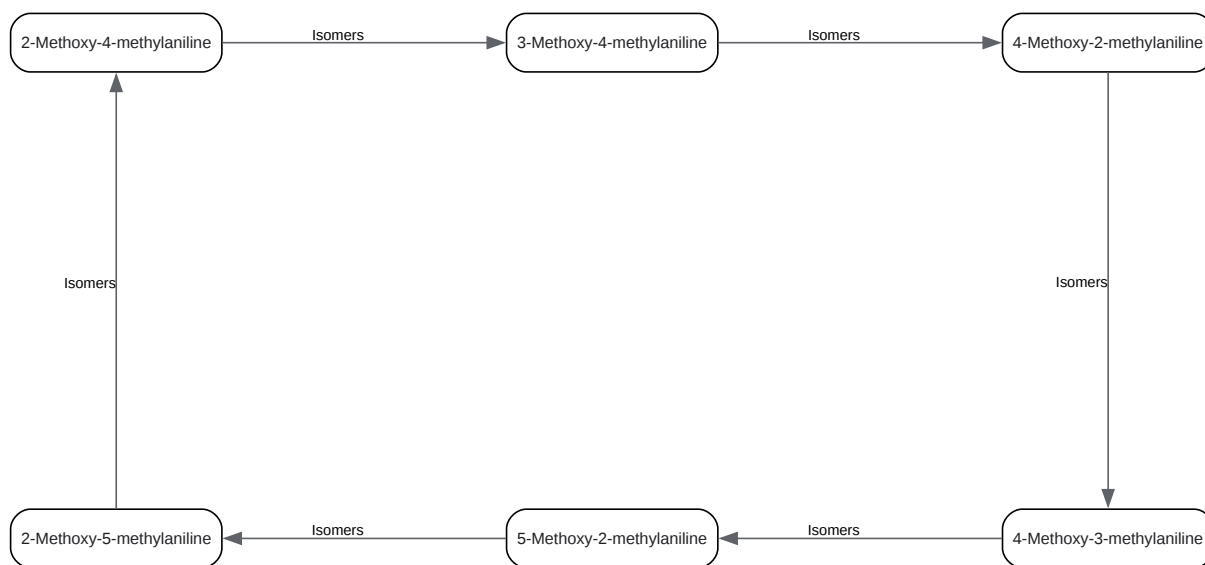 2-Methoxy-4-methylaniline
Isomers
3-Methoxy-4-methylaniline
Isomers
4-Methoxy-2-methylaniline
Isomers
Isomers
2-Methoxy-5-methylaniline
Isomers
5-Methoxy-2-methylaniline
Isomers
4-Methoxy-3-methylaniline